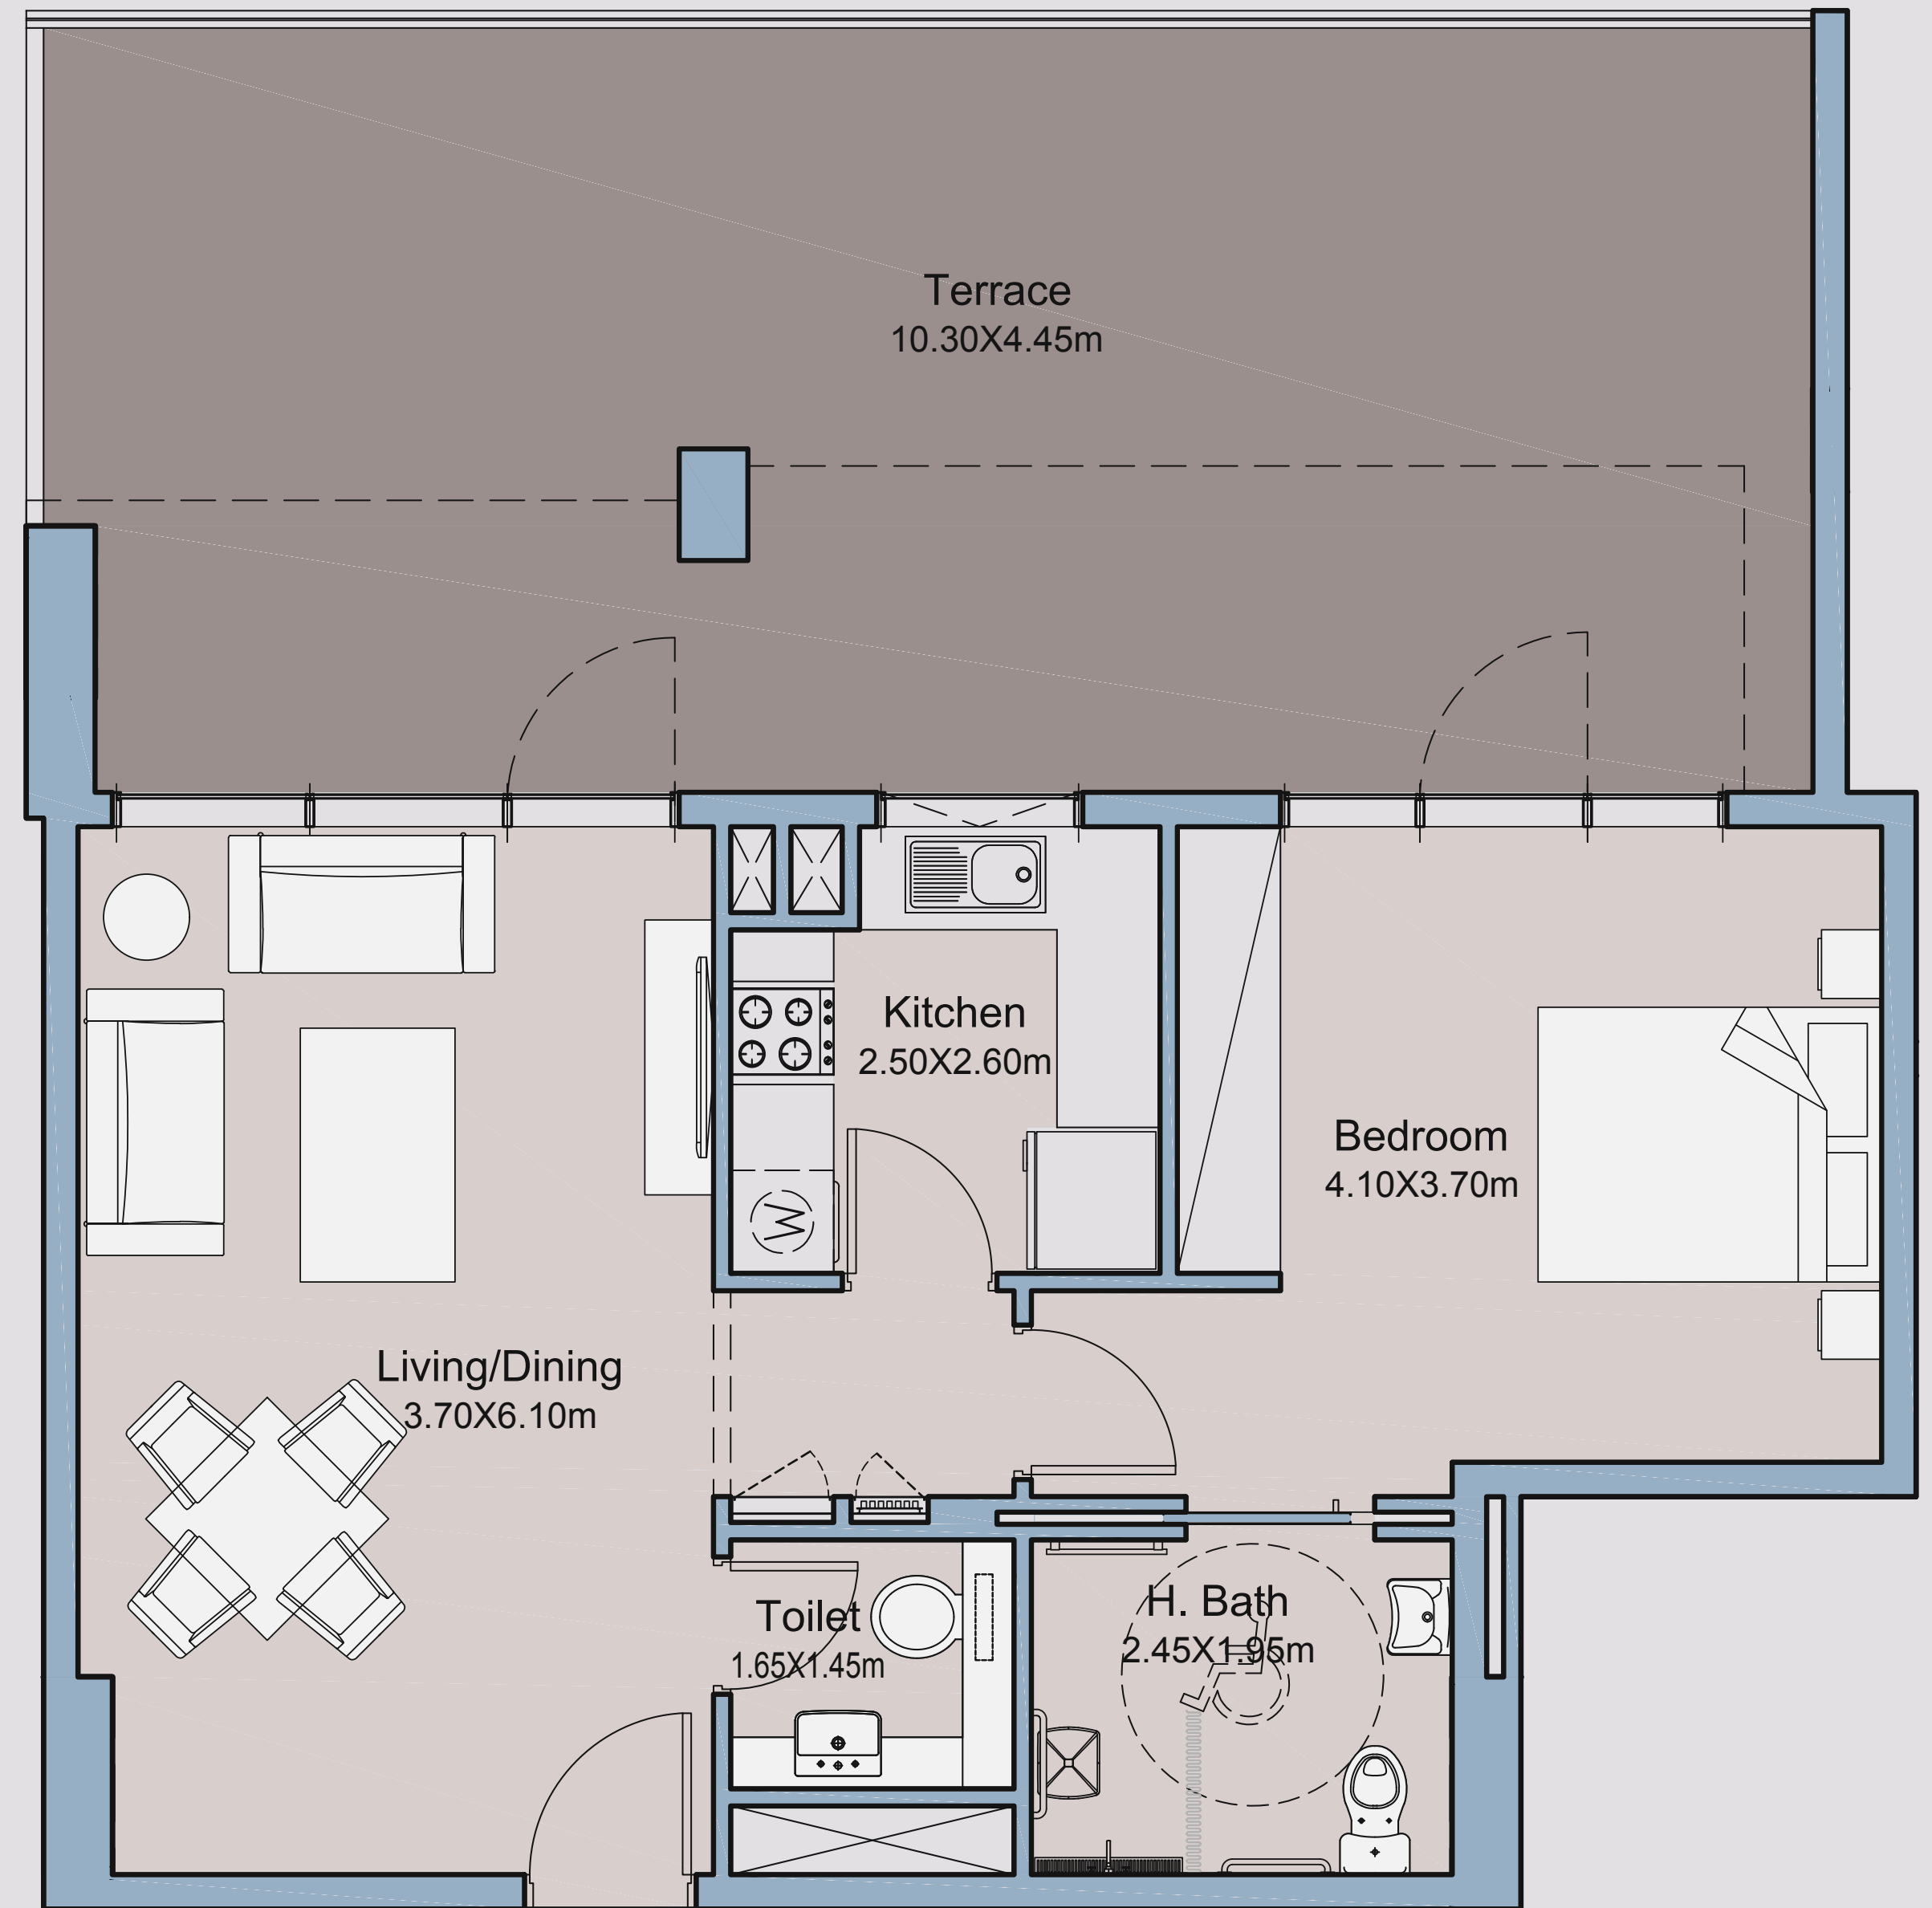 Terrace
10.30X4.45m
Kitchen
2.50X2.60m
Bedroom
4.10X3.70m
W
Living/Dining
3.70X6.10m
Toilet
1.65X1.45m
H. Bath
2.45X1.95m